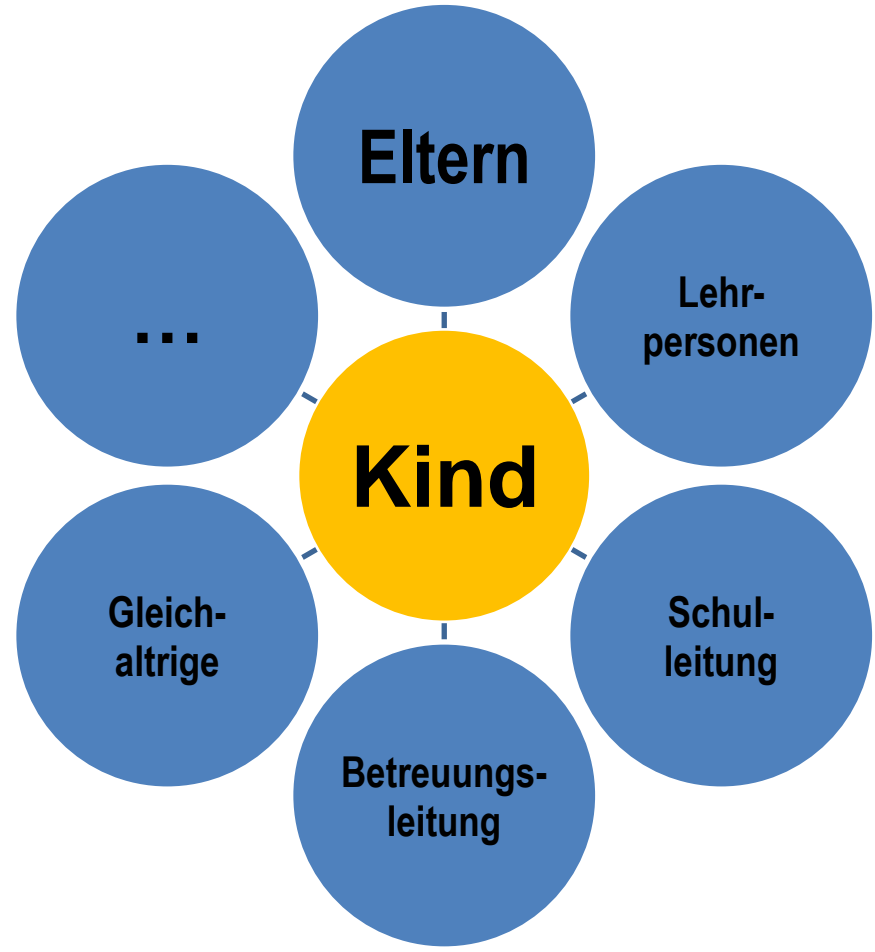 Eltern
Lehr-
personen
…
Kind
Gleich-
altrige
Schul-
leitung
Betreuungs-
leitung